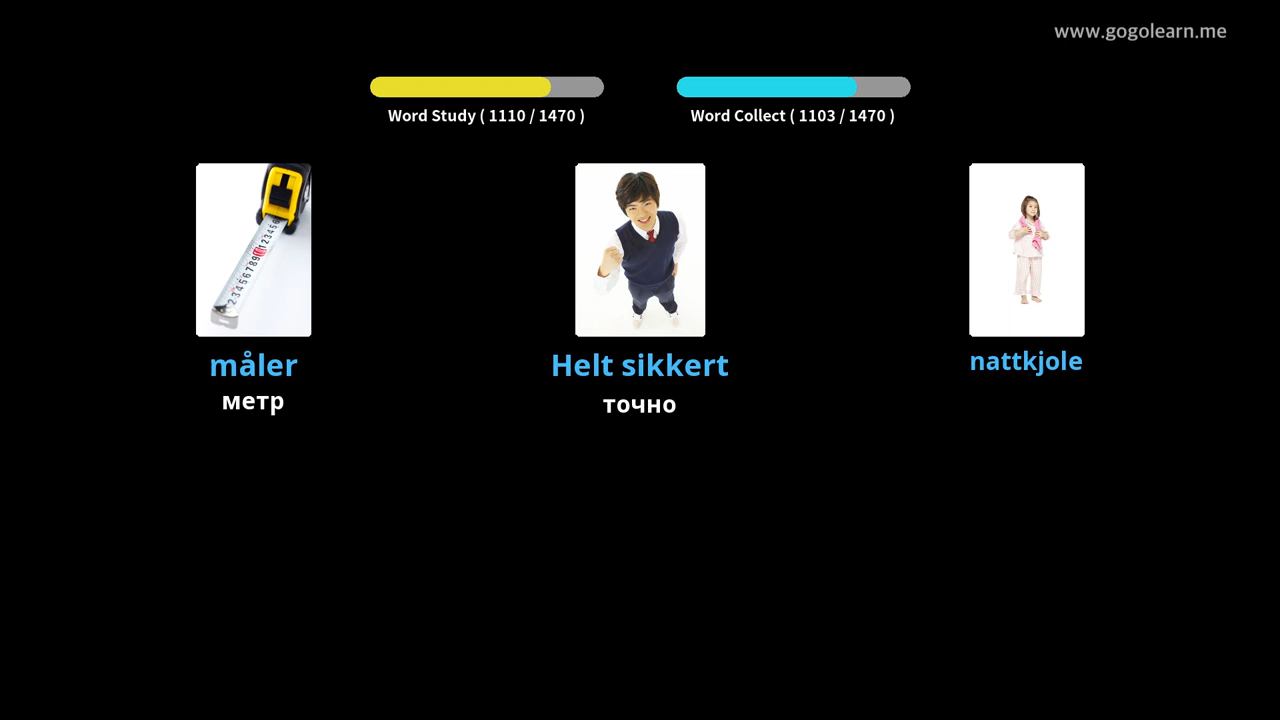 www.gogolearn.me
Word Study ( 1110 / 1470 )
Word Collect ( 1103 / 1470 )
måler
Helt sikkert
nattkjole
метр
точно